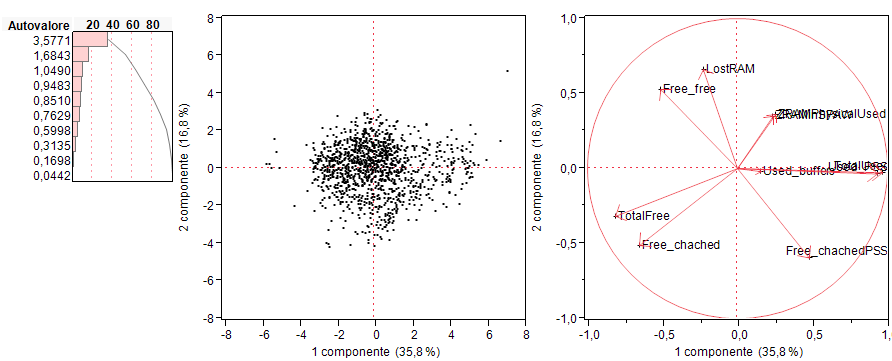 Autovalore 20 40 60 80
3,5771
1,6843
1,0490
0,9483
0,8510
0,7629
0,5998
0,3135
0,1698
0,0442
2 componente (16,8 %)
8
6
4
2
0
-2
-4
-6
-8
-8 -6 -4 -2 0 2 4 6 8
1 componente (35,8 %)
2 componente (16,8 %)
1,0
0,5
0,0
-0,5
-1,0
LostRAM
Free_free
Used_buffers
TotalFree
Free_chached
Free_chachedPSS
-1,0 -0,5 0,0 0,5 1,0
1 componente (35,8 %)